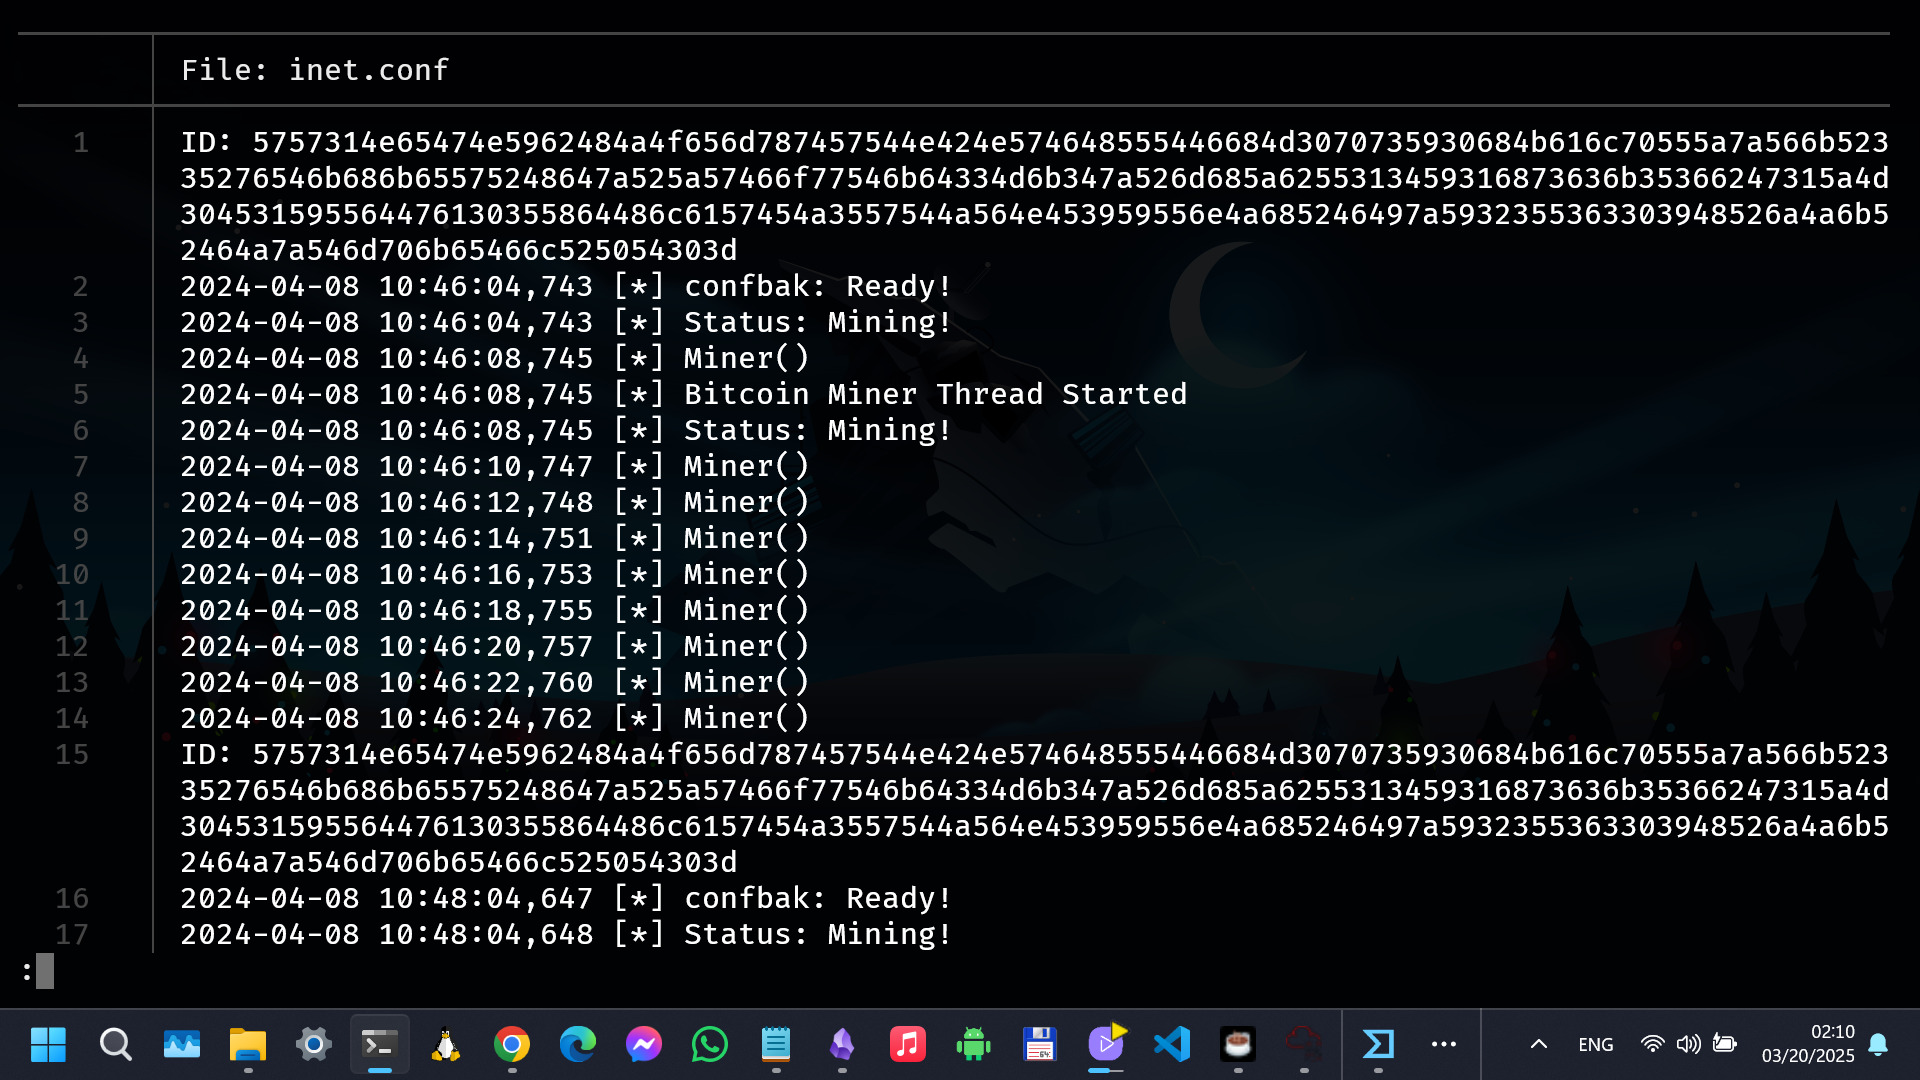 File: inet.conf
1 ID: 5757314e65474e5962484a4f656d787457544e424e574648555446684d3070735930684b616c70555a7a566b523
35276546b686b65575248647a525a57466f77546b64334d6b347a526d685a6255313459316873636b35366247315a4d
304531595564476130355864486c6157454a3557544a564e453959556e4a685246497a5932355363303948526a4a6b5
2464a7a546d706b65466c525054303d
2 2024-04-08 10:46:04,743 [*] confbak: Ready!
3 2024-04-08 10:46:04,743 [*] Status: Mining!
4 2024-04-08 10:46:08,745 [*] Miner()
5 2024-04-08 10:46:08,745 [*] Bitcoin Miner Thread Started
6 2024-04-08 10:46:08,745 [*] Status: Mining!
7 2024-04-08 10:46:10,747 [*] Miner()
8 2024-04-08 10:46:12,748 [*] Miner()
9 2024-04-08 10:46:14,751 [*] Miner()
10 2024-04-08 10:46:16,753 [*] Miner()
11 2024-04-08 10:46:18,755 [*] Miner()
12 2024-04-08 10:46:20,757 [*] Miner()
13 2024-04-08 10:46:22,760 [*] Miner()
14 2024-04-08 10:46:24,762 [*] Miner()
15 ID: 5757314e65474e5962484a4f656d787457544e424e574648555446684d3070735930684b616c70555a7a566b523
35276546b686b65575248647a525a57466f77546b64334d6b347a526d685a6255313459316873636b35366247315a4d
304531595564476130355864486c6157454a3557544a564e453959556e4a685246497a5932355363303948526a4a6b5
2464a7a546d706b65466c525054303d
16 2024-04-08 10:48:04,647 [*] confbak: Ready!
17 2024-04-08 10:48:04,648 [*] Status: Mining!
:
ENG
02:10
03/20/2025